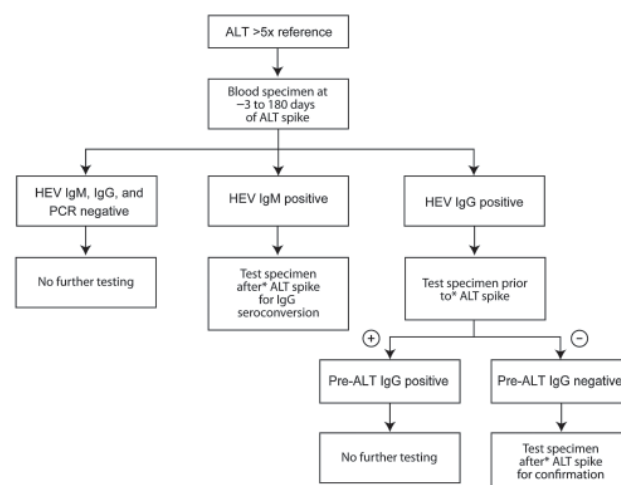 ALT >5x reference
Blood specimen at
−3 to 180 days
of ALT spike
HEV IgM, IgG, and
PCR negative
HEV IgM positive
HEV IgG positive
No further testing
Test specimen
after* ALT spike
for IgG
seroconversion
Test specimen prior
to* ALT spike
+
−
Pre-ALT IgG positive
Pre-ALT IgG negative
No further testing
Test specimen
after* ALT spike
for confirmation